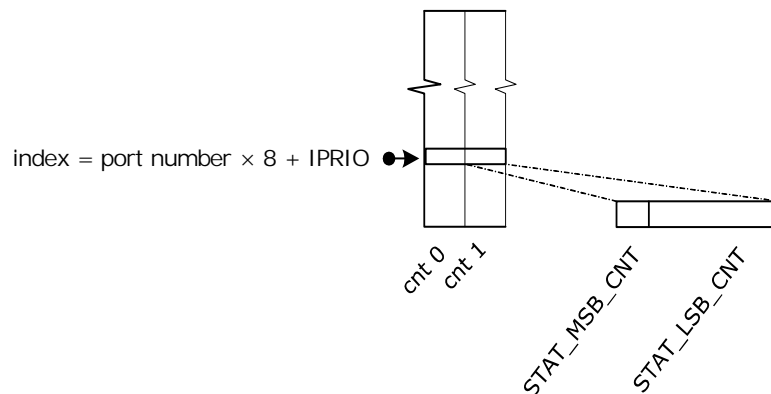 index = port number × 8 + IPRIO
cnt 0
cnt 1
STAT_MSB_CNT
STAT_LSB_CNT